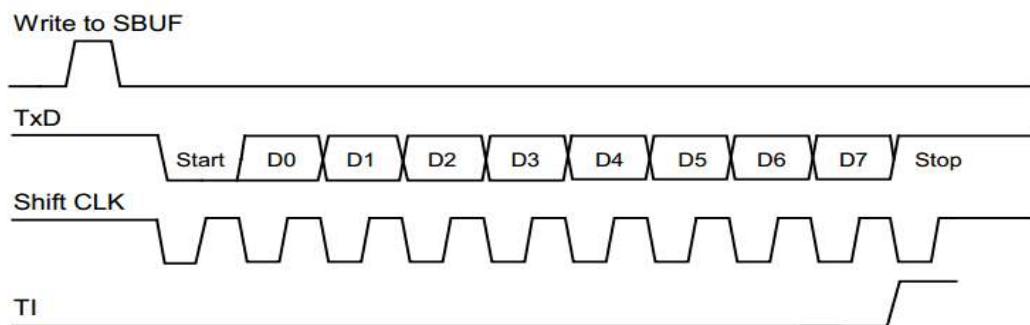 Write to SBUF
TxD
Start D0 D1 D2 D3 D4 D5 D6 D7 Stop
Shift CLK
TI